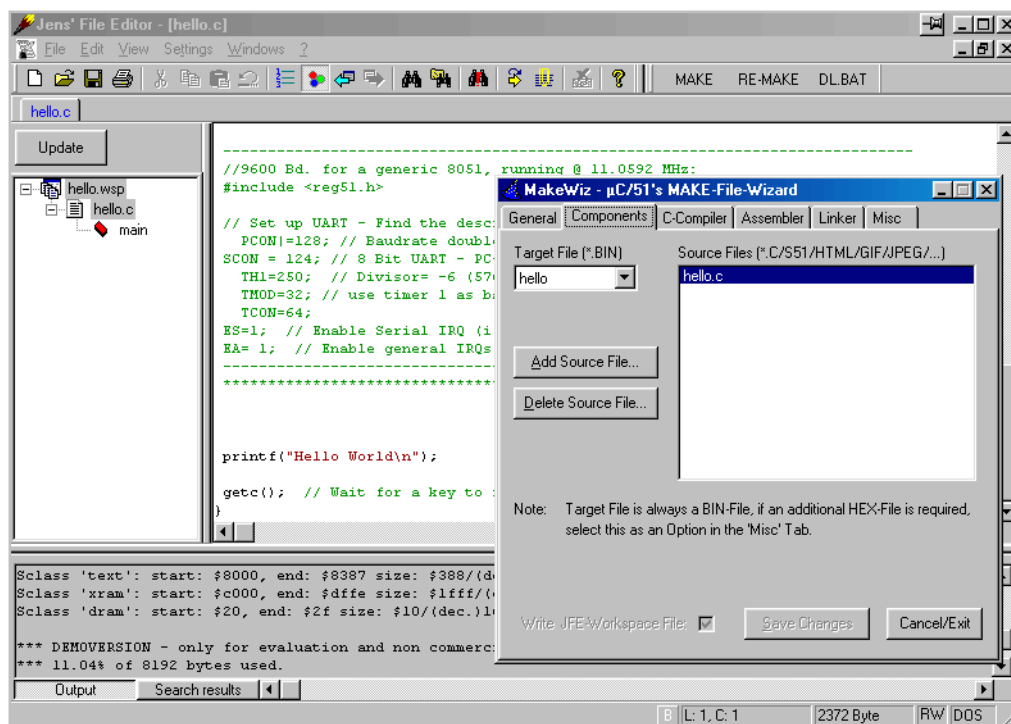 Jens' File Editor - [hello.c]
File Edit View Settings Windows ?
MAKE RE-MAKE DL.BAT
hello.c
Update
hello.wsp
hello.c
main
-----------------------------------------------------------------------------
//9600 Bd. for a generic 8051, running @ 11.0592 MHz:
#include <reg51.h>
// Set up UART - Find the desc
PCON|=128; // Baudrate double
SCON = 124; // 8 Bit UART - PC
TH1=250; // Divisor= -6 (57
TMOD=32; // use timer 1 as b
TCON=64;
ES=1; // Enable Serial IRQ (i
EA= 1; // Enable general IRQs
-------------------------------
*******************************
printf("Hello World\n");
getc(); // Wait for a key to
}
MakeWiz - µC/51's MAKE-File-Wizard
General Components C-Compiler Assembler Linker Misc
Target File (*.BIN)
hello
Source Files (*.C/S51/HTML/GIF/JPEG/...)
hello.c
Add Source File...
Delete Source File...
Note: Target File is always a BIN-File, if an additional HEX-File is required,
select this as an Option in the 'Misc' Tab.
Write JFE-Workspace File:
Save Changes
Cancel/Exit
Sclass 'text': start: $8000, end: $8387 size: $388/(d
Sclass 'xram': start: $c000, end: $dffe size: $1fff/(
Sclass 'dram': start: $20, end: $2f size: $10/(dec.)1
*** DEMOVERSION - only for evaluation and non commerc
*** 11.04% of 8192 bytes used.
Output Search results
B L: 1, C: 1 2372 Byte RW DOS